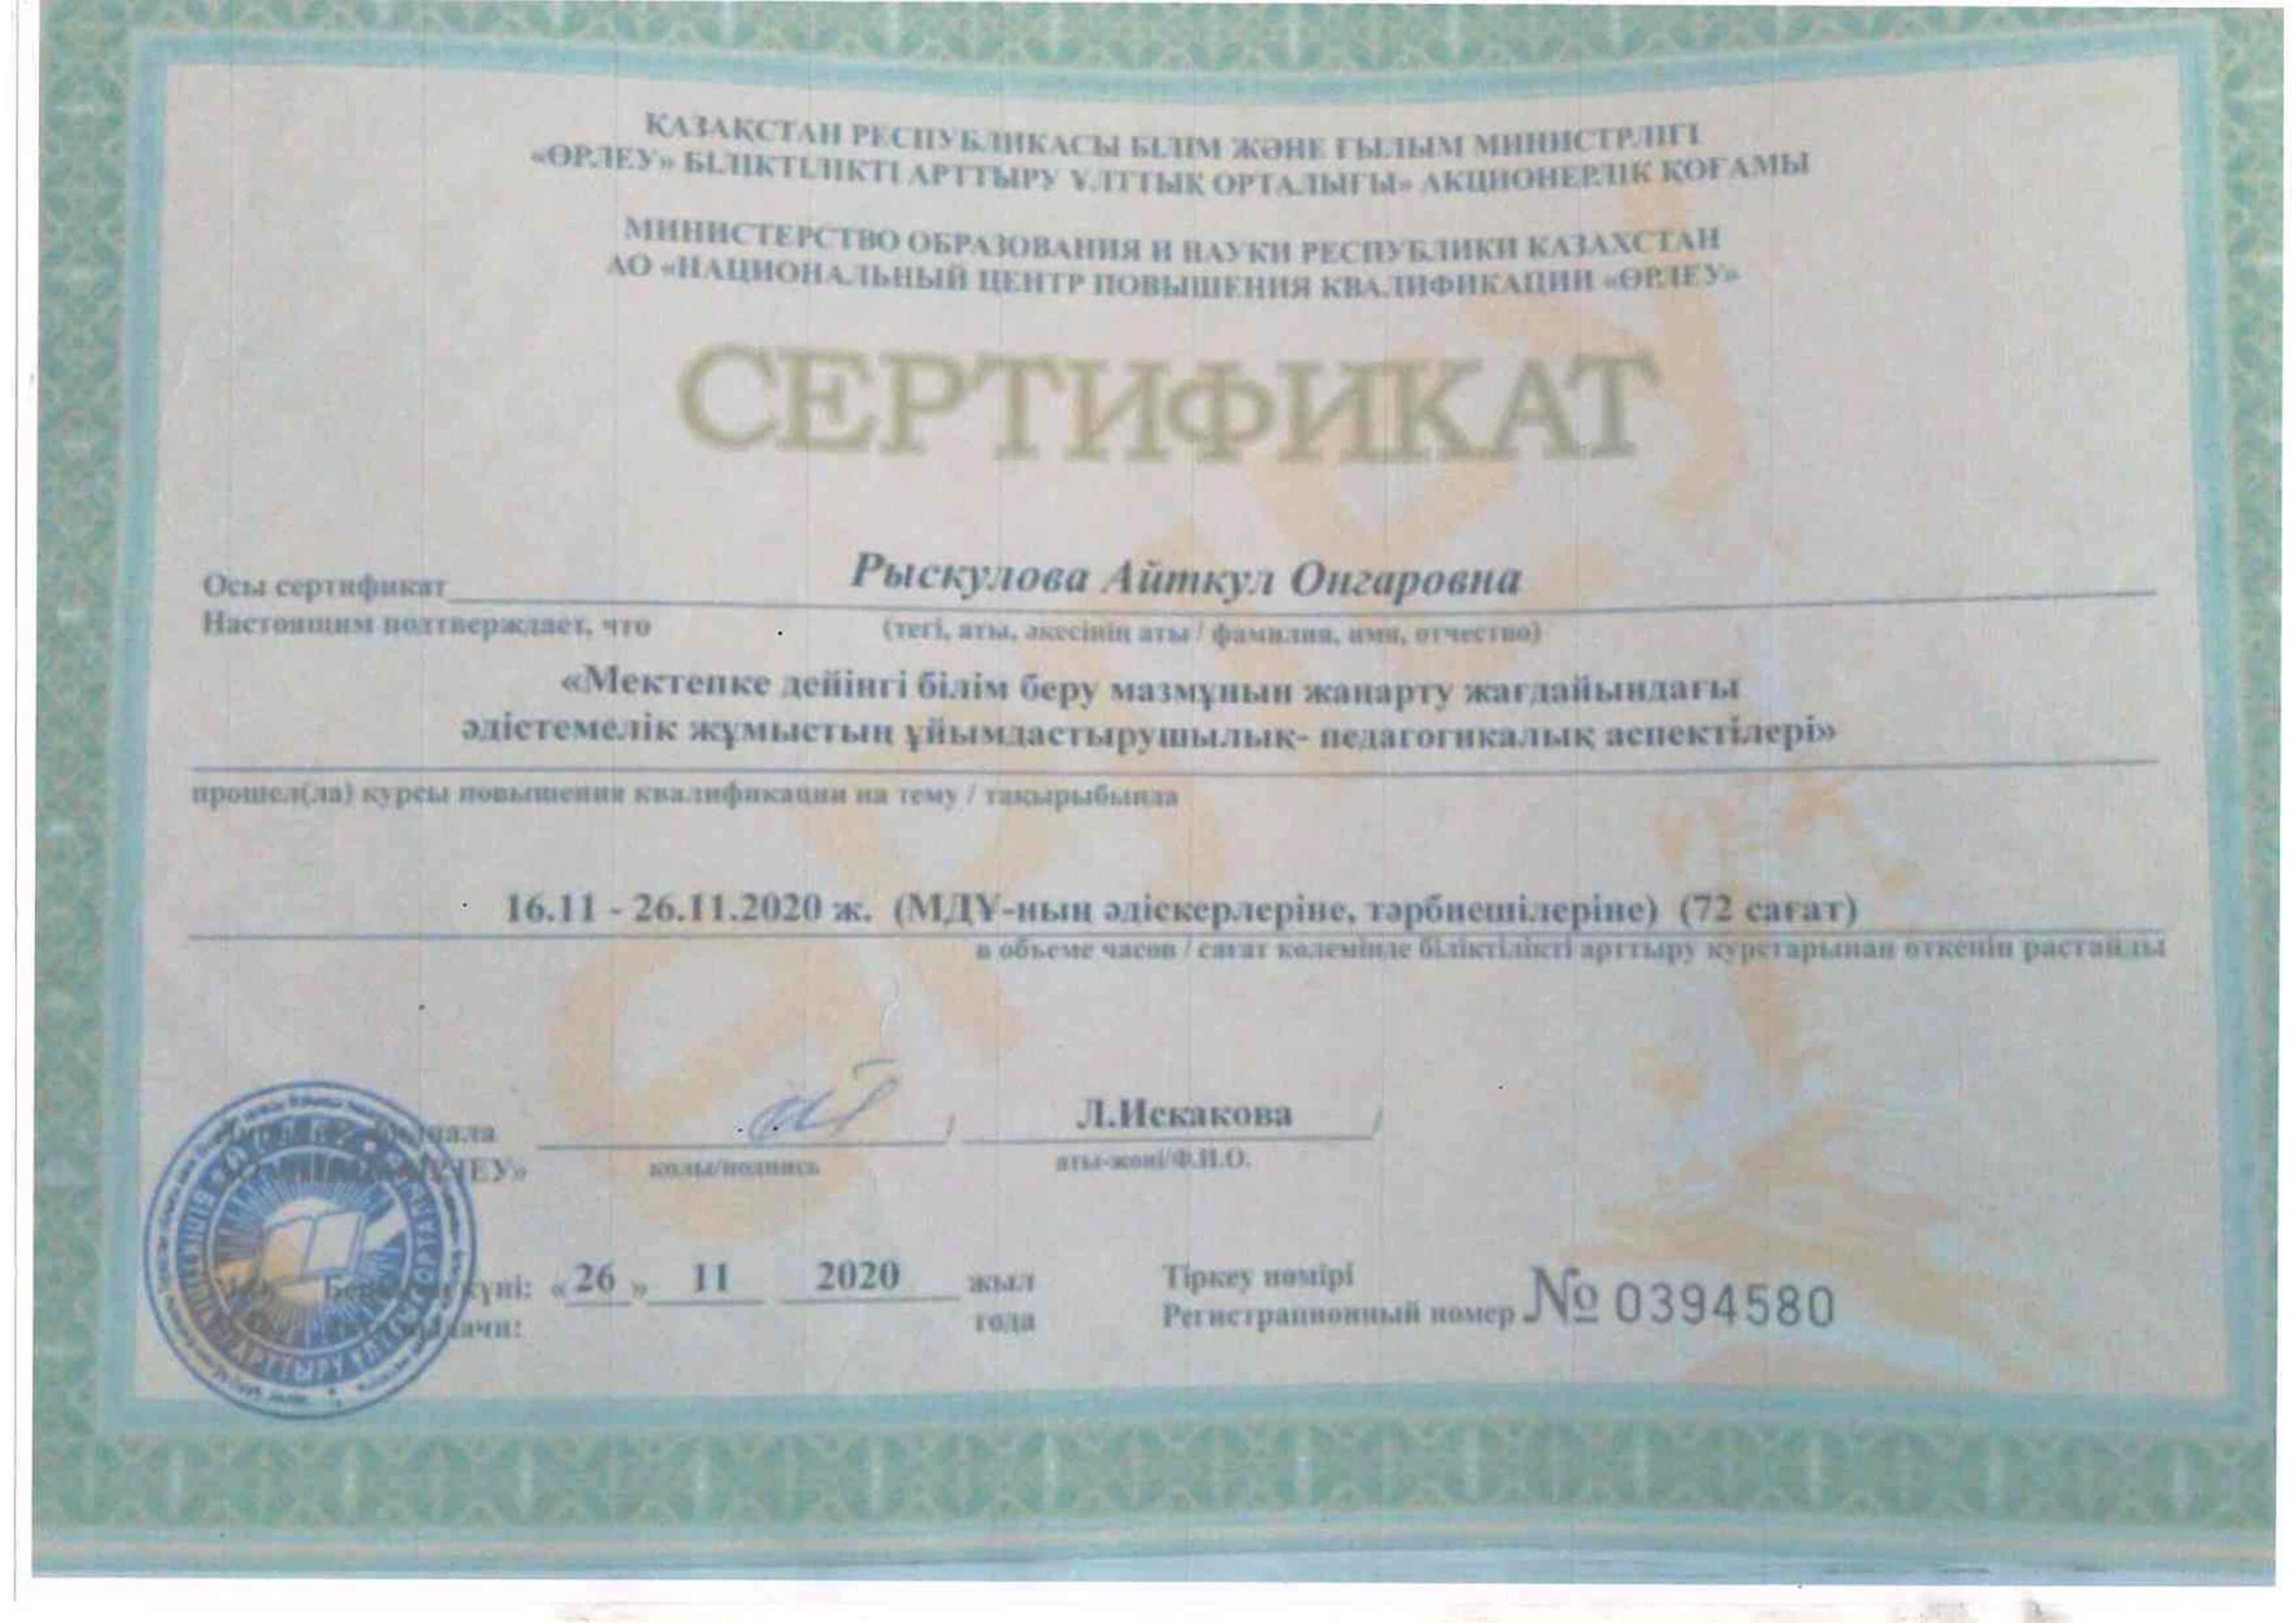 ҚАЗАҚСТАН РЕСПУБЛИКАСЫ БІЛІМ ЖӘНЕ ҒЫЛЫМ МИНИСТРЛІГІ
«ӨРЛЕУ» БІЛІКТІЛІКТІ АРТТЫРУ ҰЛТТЫҚ ОРТАЛЫҒЫ» АКЦИОНЕРЛІК ҚОҒАМЫ
МИНИСТЕРСТВО ОБРАЗОВАНИЯ И НАУКИ РЕСПУБЛИКИ КАЗАХСТАН
АО «НАЦИОНАЛЬНЫЙ ЦЕНТР ПОВЫШЕНИЯ КВАЛИФИКАЦИИ «ӨРЛЕУ»
СЕРТИФИКАТ
Осы сертификат Рыскулова Айткул Онгаровна
Настоящим подтверждает, что (тегі, аты, әкесінің аты / фамилия, имя, отчество)
«Мектепке дейінгі білім беру мазмұнын жаңарту жағдайындағы
әдістемелік жұмыстың ұйымдастырушылық- педагогикалық аспектілері»
прошел(ла) курсы повышения квалификации на тему / тақырыбында
16.11 - 26.11.2020 ж. (МДҰ-ның әдіскерлеріне, тәрбиешілеріне) (72 сағат)
в объеме часов / сағат көлемінде біліктілікті арттыру курстарынан өткенін растайды
Л.Искакова
қолы/подпись аты-жөні/Ф.И.О.
күні: «26» 11 2020 жыл
года
Тіркеу нөмірі
Регистрационный номер № 0394580